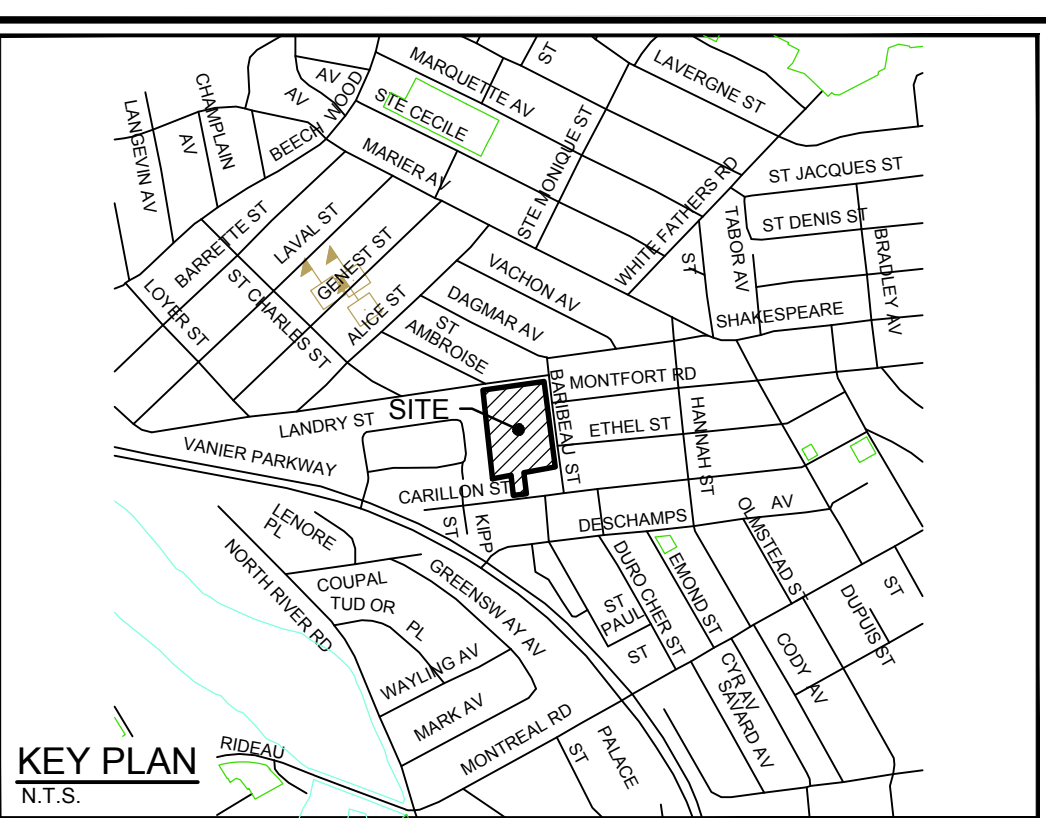 ST
MARQUETTE AV
LAVERGNE ST
AV
AV
BEECH WOOD
STE CECILE
CHAMPLAIN
AV
LANGEVIN AV
MARIER AV
STE MONIQUE ST
WHITE FATHERS RD
ST JACQUES ST
ST DENIS ST
TABOR AV
BRADLEY AV
ST
SHAKESPEARE
BARRETTE ST
LAVAL ST
GENEST ST
ALICE ST
LOYER ST
ST CHARLES ST
VACHON AV
DAGMAR AV
ST
AMBROISE
MONTFORT RD
BARIBEAU ST
ETHEL ST
HANNAH ST
SITE
LANDRY ST
VANIER PARKWAY
CARILLON ST
ST
KIPP
DESCHAMPS
AV
OLMSTEAD ST
LENORE
PL
NORTH RIVER RD
COUPAL
TUD OR
PL
GREENSWAY AV
WAYLING AV
MARK AV
MONTREAL RD
DURO CHER ST
EMOND ST
ST
PAUL
ST
ST
DUPUIS ST
CODY AV
CYR AV
SAVARD AV
PALACE
ST
RIDEAU
KEY PLAN
N.T.S.